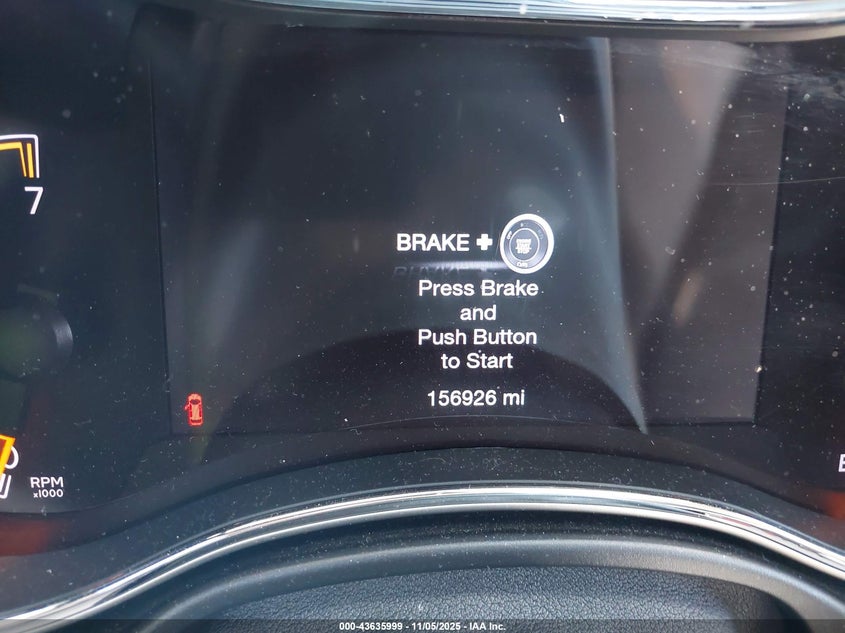 7
BRAKE +
Press Brake
and
Push Button
to Start
156926 mi
RPM
x1000
E
000-43635999 - 11/05/2025 - IAA Inc.